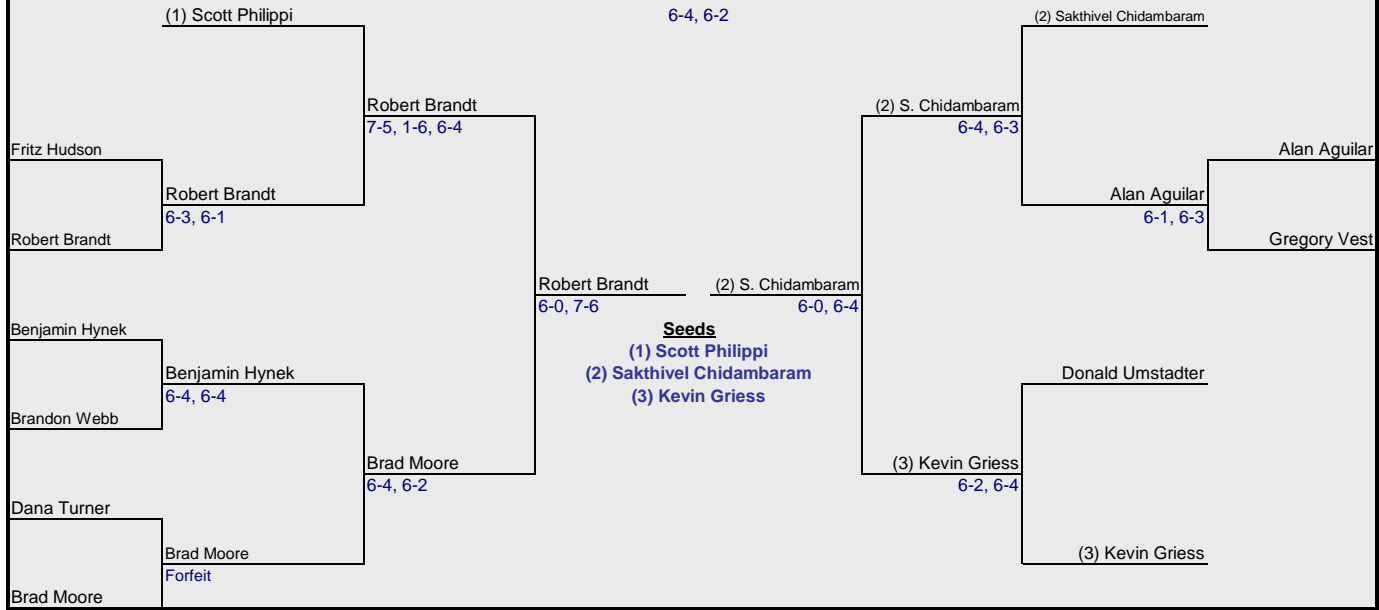 (1) Scott Philippi
6-4, 6-2
(2) Sakthivel Chidambaram
Robert Brandt
7-5, 1-6, 6-4
(2) S. Chidambaram
6-4, 6-3
Fritz Hudson
Alan Aguilar
Robert Brandt
6-3, 6-1
Alan Aguilar
6-1, 6-3
Robert Brandt
Gregory Vest
Robert Brandt
6-0, 7-6
(2) S. Chidambaram
6-0, 6-4
Seeds
(1) Scott Philippi
(2) Sakthivel Chidambaram
(3) Kevin Griess
Benjamin Hynek
Benjamin Hynek
6-4, 6-4
Donald Umstadter
Brandon Webb
Brad Moore
6-4, 6-2
(3) Kevin Griess
6-2, 6-4
Dana Turner
Brad Moore
Forfeit
(3) Kevin Griess
Brad Moore